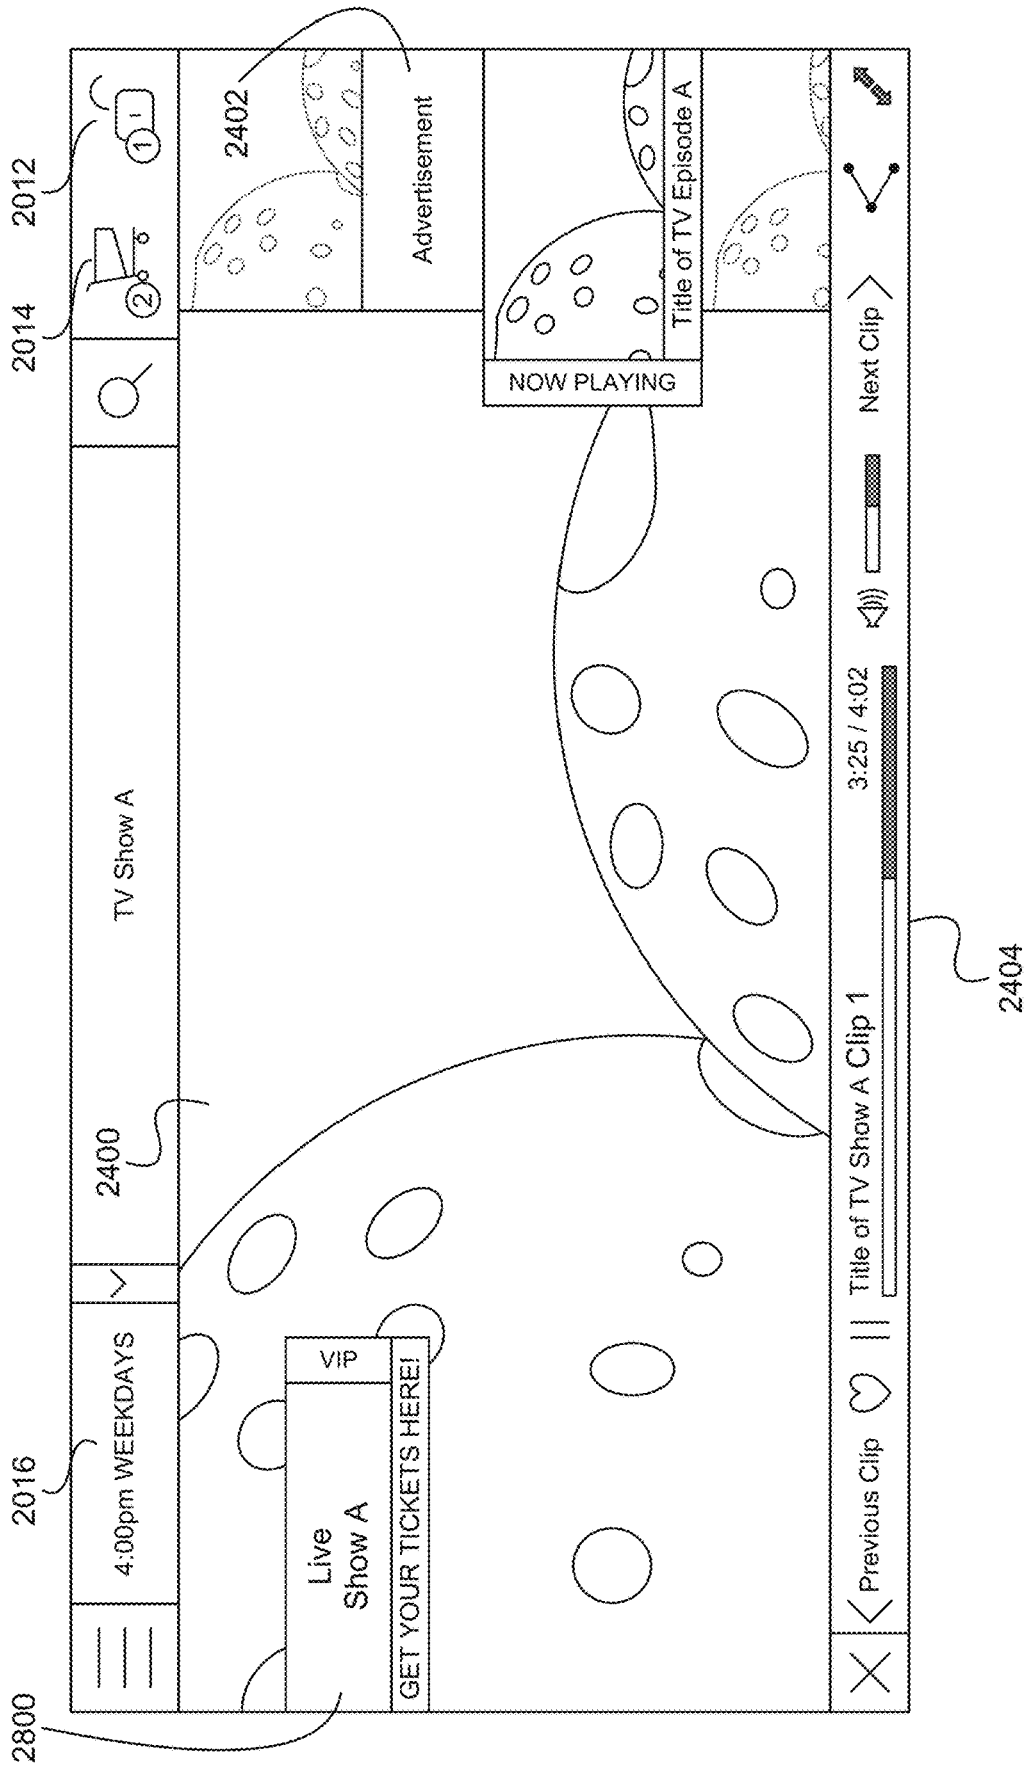 2800
2016
2400
2014
2012
4:00pm WEEKDAYS
TV Show A
2
1
2402
Live
Show A
VIP
GET YOUR TICKETS HERE!
Advertisement
NOW PLAYING
Title of TV Episode A
Previous Clip
Title of TV Show A Clip 1
3:25 / 4:02
Next Clip
2404